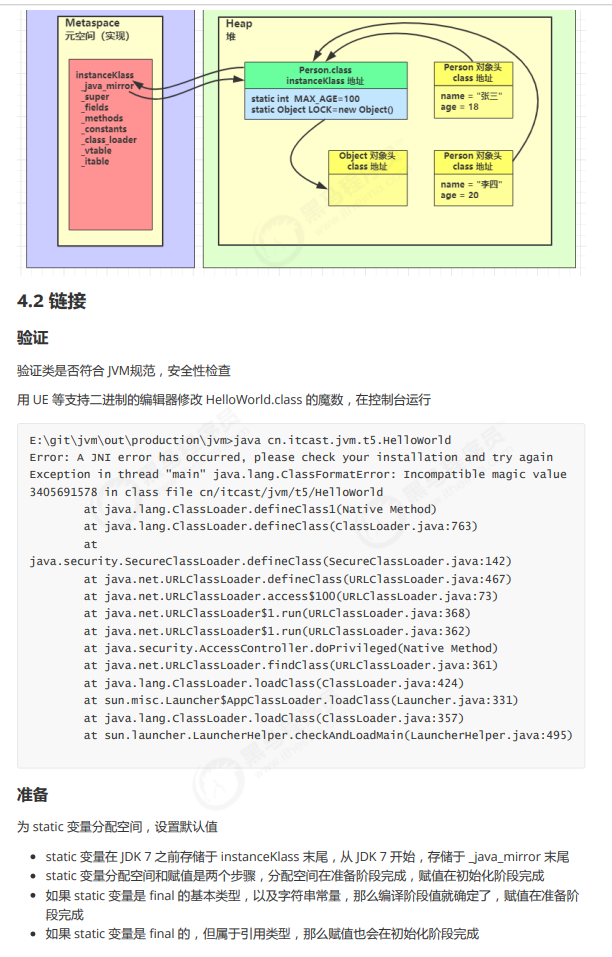 Metaspace
元空间（实现）
instanceKlass
_java_mirror
_super
_fields
_methods
_constants
_class_loader
_vtable
_itable
Heap
堆
Person.class
instanceKlass 地址
static int MAX_AGE=100
static Object LOCK=new Object()
Person 对象头
class 地址
name = "张三"
age = 18
Object 对象头
class 地址
Person 对象头
class 地址
name = "李四"
age = 20
4.2 链接
验证
验证类是否符合 JVM规范，安全性检查
用 UE 等支持二进制的编辑器修改 HelloWorld.class 的魔数，在控制台运行
E:\git\jvm\out\production\jvm>java cn.itcast.jvm.t5.HelloWorld
Error: A JNI error has occurred, please check your installation and try again
Exception in thread "main" java.lang.ClassFormatError: Incompatible magic value
3405691578 in class file cn/itcast/jvm/t5/HelloWorld
at java.lang.ClassLoader.defineClass1(Native Method)
at java.lang.ClassLoader.defineClass(ClassLoader.java:763)
at
java.security.SecureClassLoader.defineClass(SecureClassLoader.java:142)
at java.net.URLClassLoader.defineClass(URLClassLoader.java:467)
at java.net.URLClassLoader.access$100(URLClassLoader.java:73)
at java.net.URLClassLoader$1.run(URLClassLoader.java:368)
at java.net.URLClassLoader$1.run(URLClassLoader.java:362)
at java.security.AccessController.doPrivileged(Native Method)
at java.net.URLClassLoader.findClass(URLClassLoader.java:361)
at java.lang.ClassLoader.loadClass(ClassLoader.java:424)
at sun.misc.Launcher$AppClassLoader.loadClass(Launcher.java:331)
at java.lang.ClassLoader.loadClass(ClassLoader.java:357)
at sun.launcher.LauncherHelper.checkAndLoadMain(LauncherHelper.java:495)
准备
为 static 变量分配空间，设置默认值
static 变量在 JDK 7 之前存储于 instanceKlass 末尾，从 JDK 7 开始，存储于 _java_mirror 末尾
static 变量分配空间和赋值是两个步骤，分配空间在准备阶段完成，赋值在初始化阶段完成
如果 static 变量是 final 的基本类型，以及字符串常量，那么编译阶段值就确定了，赋值在准备阶
段完成
如果 static 变量是 final 的，但属于引用类型，那么赋值也会在初始化阶段完成